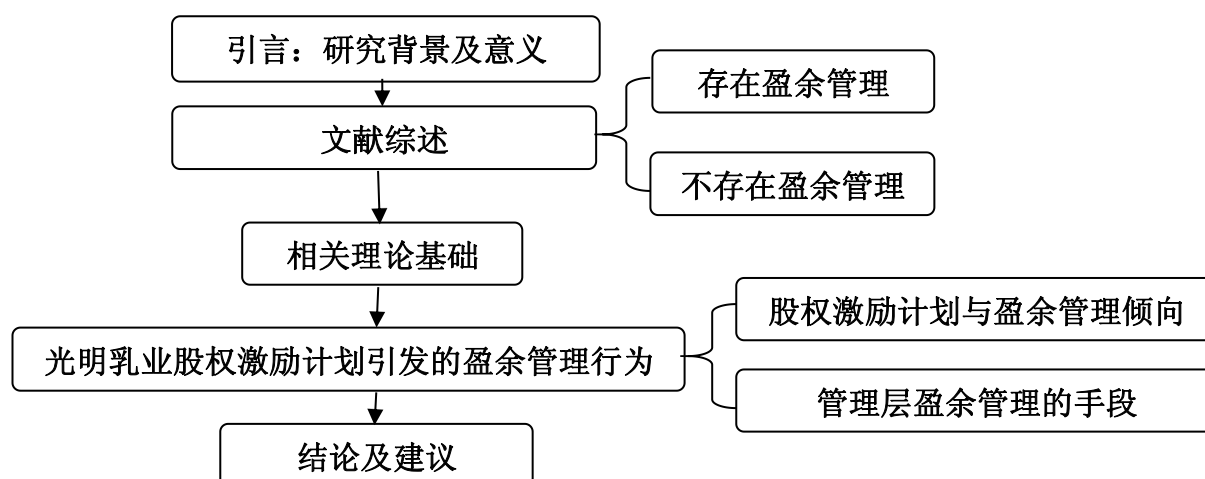 引言：研究背景及意义
文献综述
存在盈余管理
不存在盈余管理
相关理论基础
光明乳业股权激励计划引发的盈余管理行为
股权激励计划与盈余管理倾向
管理层盈余管理的手段
结论及建议